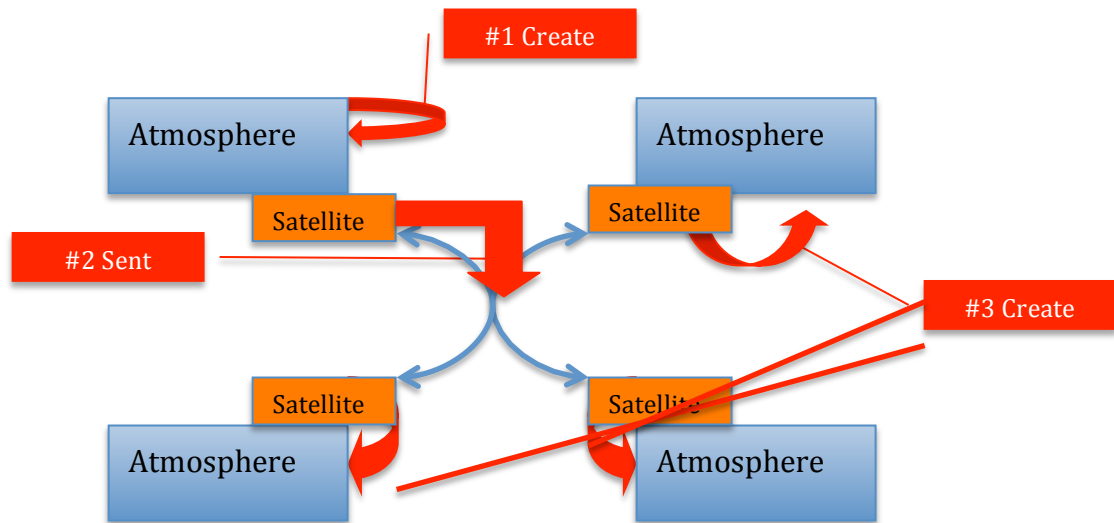 #1 Create
Atmosphere
Atmosphere
Satellite
Satellite
#2 Sent
#3 Create
Satellite
Satellite
Atmosphere
Atmosphere